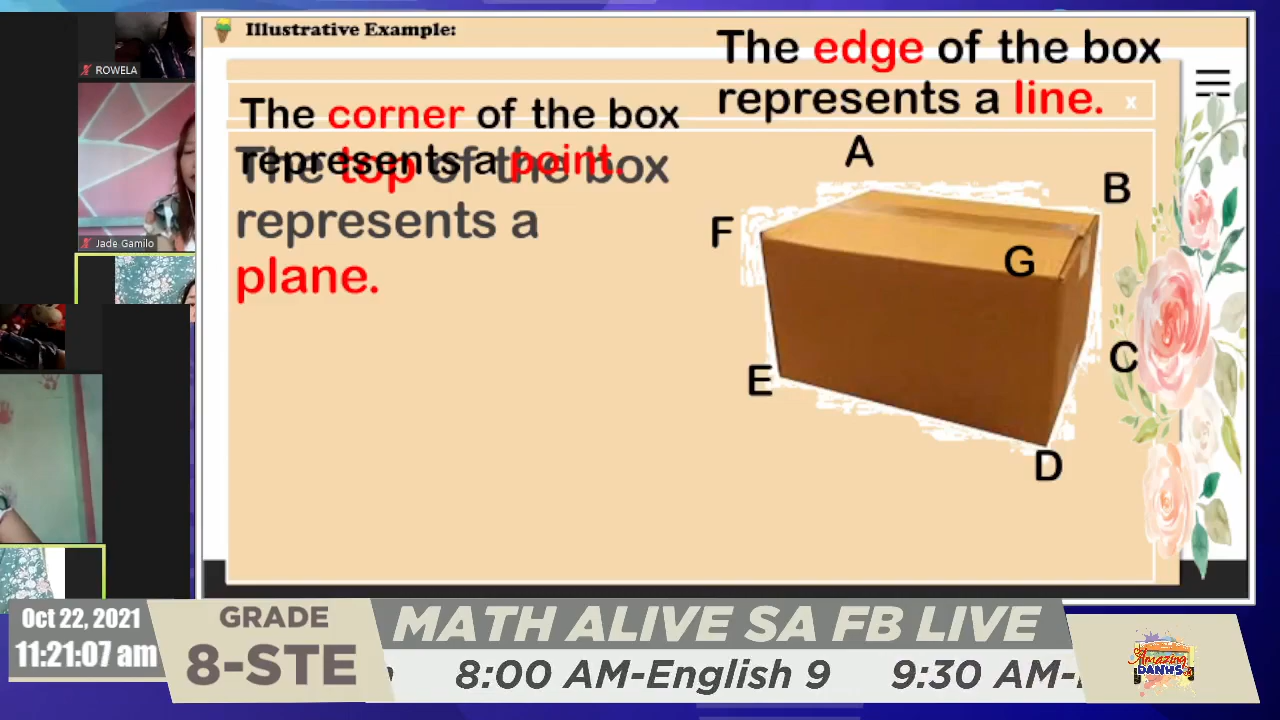 Illustrative Example:
The edge of the box
represents a line.
x
The corner of the box
represents a point.
The top of the box
represents a
plane.
A
B
F
G
C
E
D
ROWELA
Jade Gamilo
Oct 22, 2021
11:21:07 am
GRADE
8-STE
MATH ALIVE SA FB LIVE
8:00 AM-English 9 9:30 AM-
Amazing
DANHS